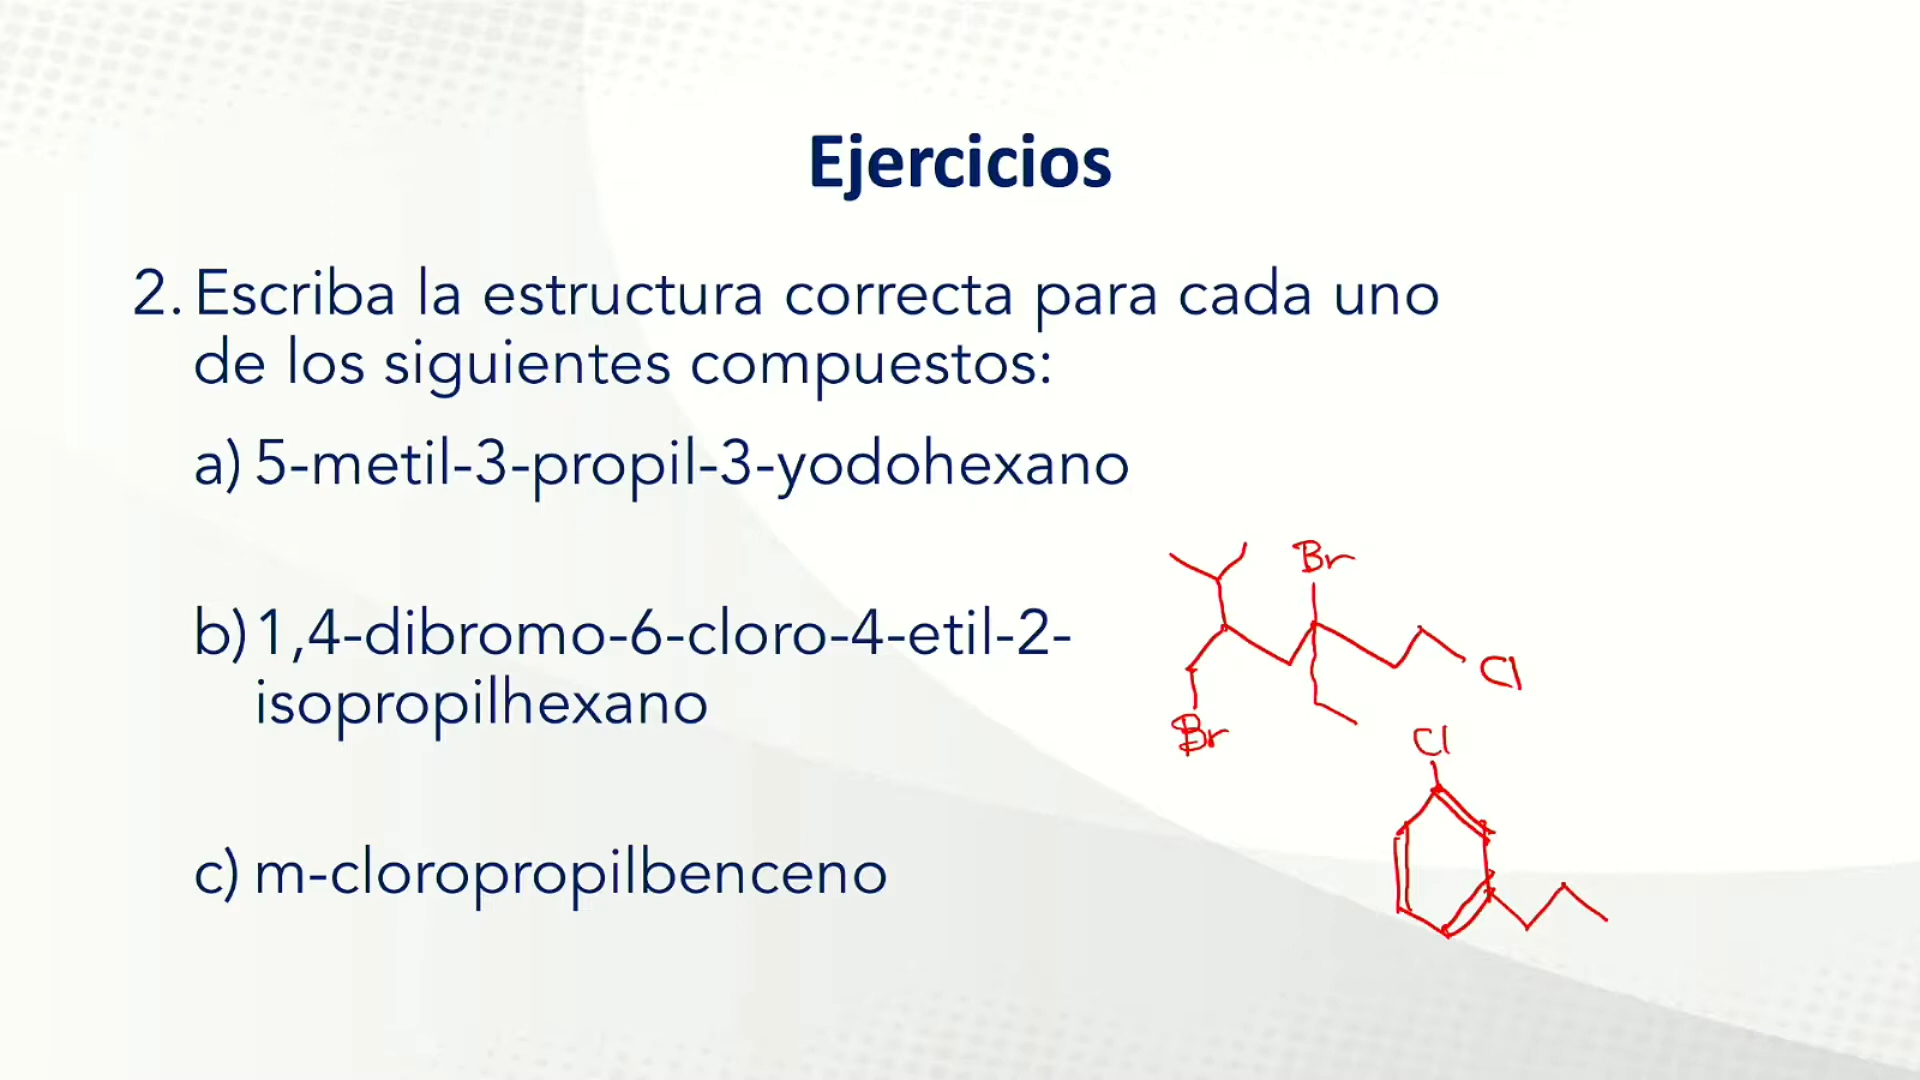 Ejercicios
2. Escriba la estructura correcta para cada uno
de los siguientes compuestos:
a) 5-metil-3-propil-3-yodohexano
Br
b) 1,4-dibromo-6-cloro-4-etil-2-
isopropilhexano
Cl
Br
Cl
c) m-cloropropilbenceno